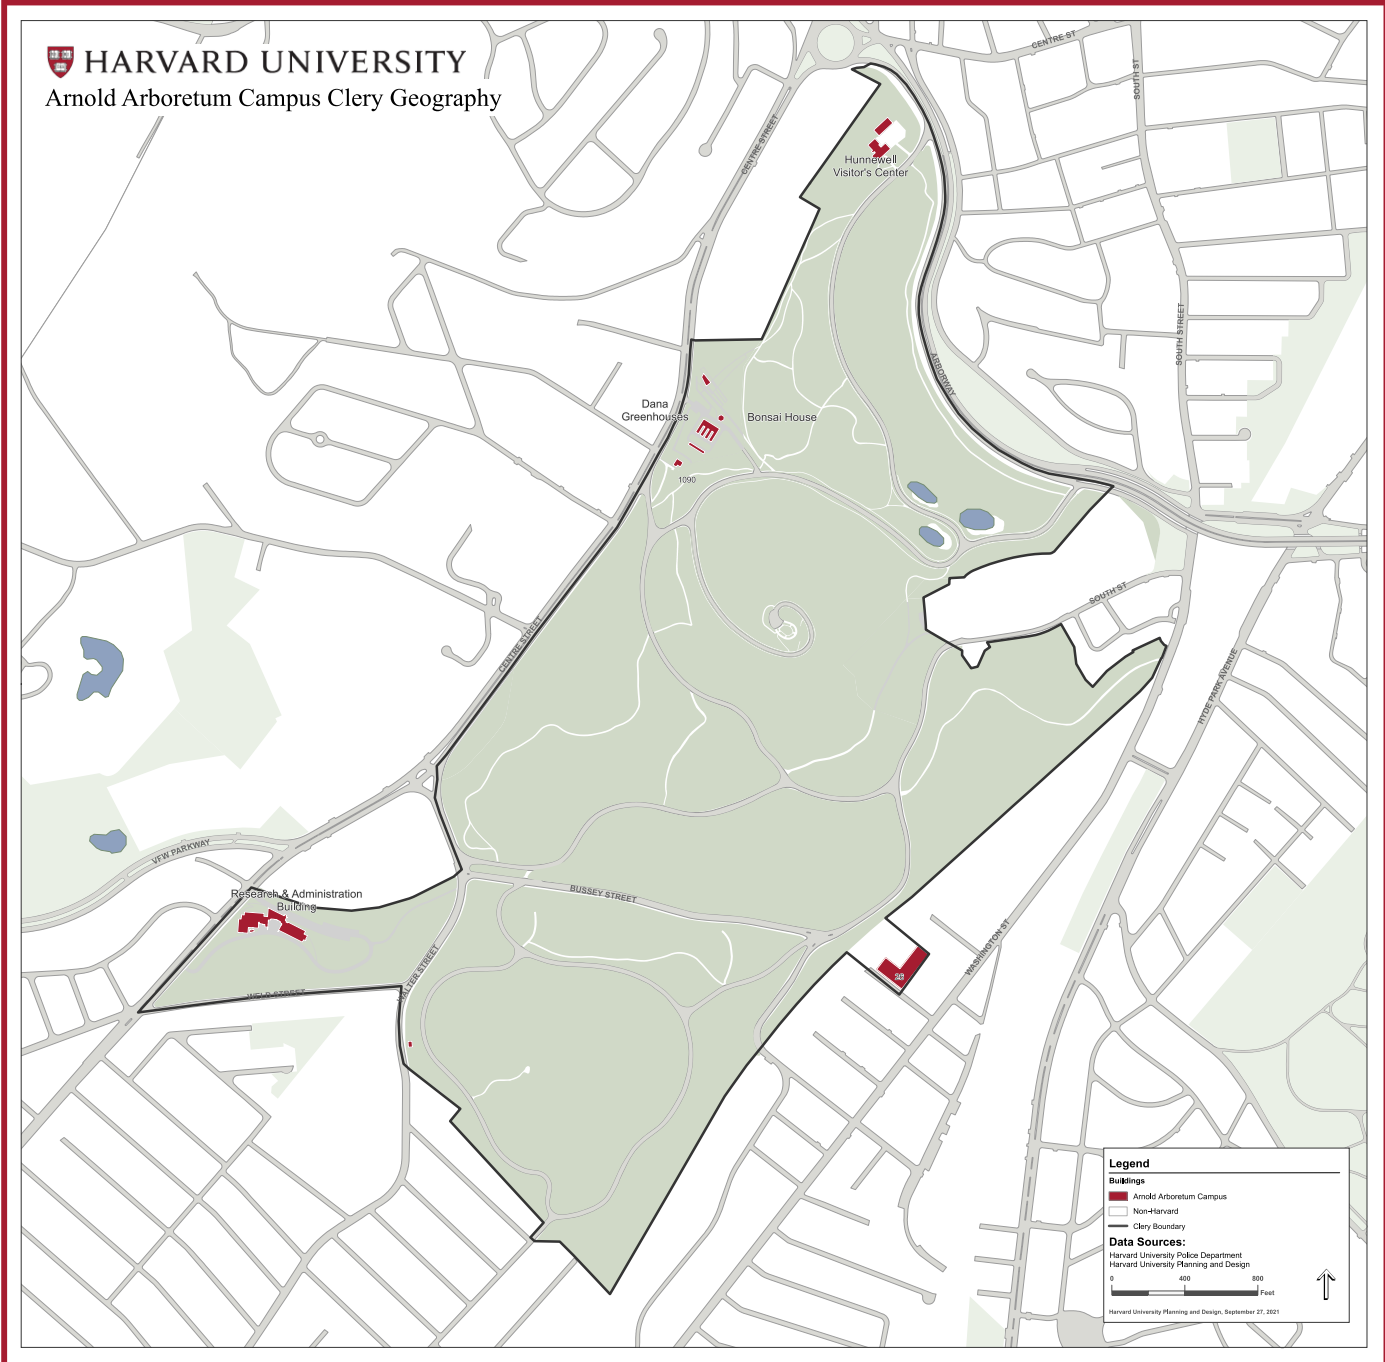 HARVARD UNIVERSITY
Arnold Arboretum Campus Clery Geography
CENTRE ST
SOUTH ST
CENTRE STREET
Hunnewell
Visitor's Center
SOUTH STREET
ARBORWAY
Dana
Greenhouses
Bonsai House
1090
SOUTH ST
CENTRE STREET
HYDE PARK AVENUE
VFW PARKWAY
Research & Administration
Building
BUSSEY STREET
WASHINGTON ST
WALTER STREET
26
WELD STREET
Legend
Buildings
Arnold Arboretum Campus
Non-Harvard
Clery Boundary
Data Sources:
Harvard University Police Department
Harvard University Planning and Design
0 400 800
Feet
Harvard University Planning and Design, September 27, 2021